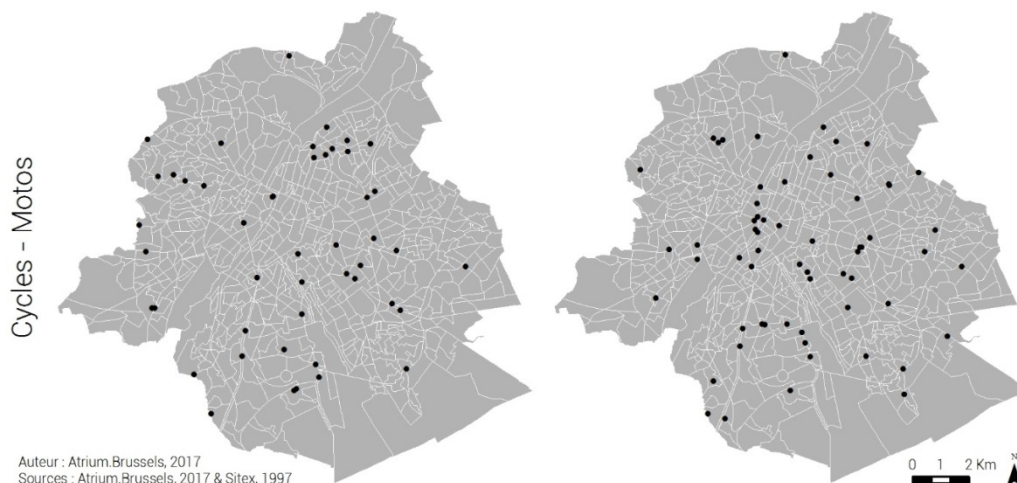 Cycles - Motos
Auteur : Atrium.Brussels, 2017
Sources : Atrium.Brussels, 2017 & Sitex, 1997
0 1 2 Km
N